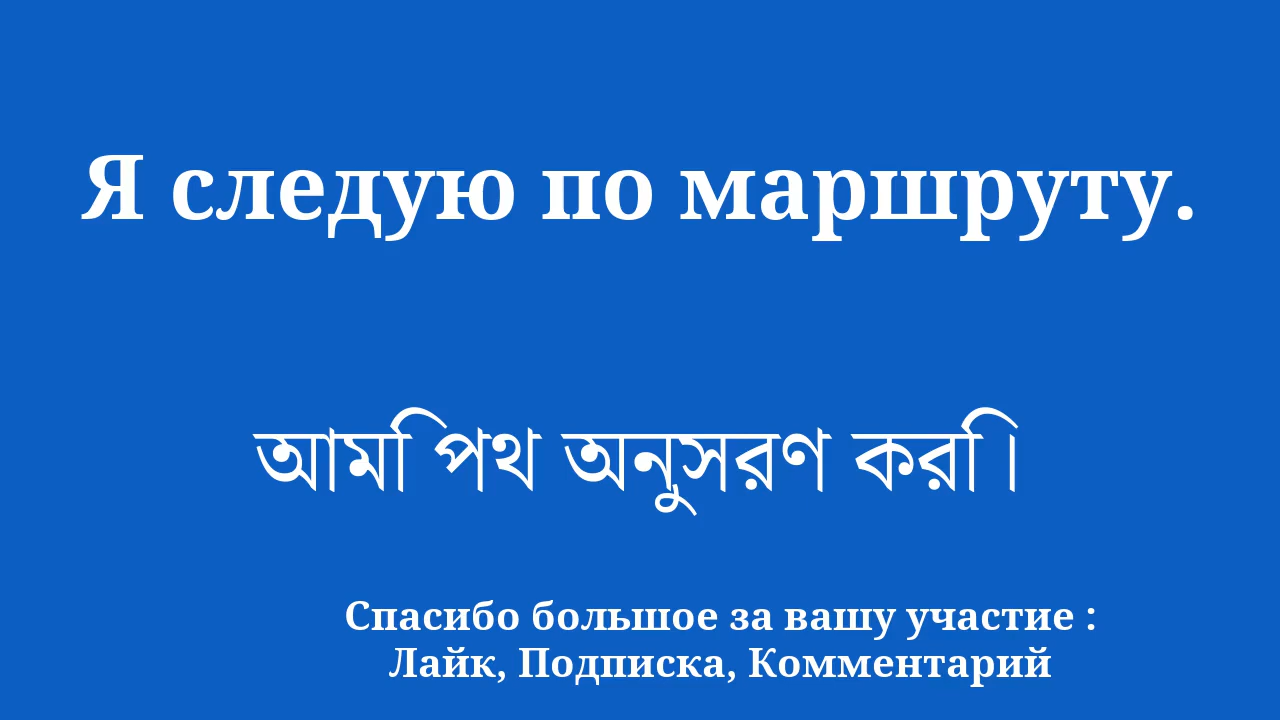 Я следую по маршруту.
আমি পথ অনুসরণ করি।
Спасибо большое за вашу участие :
Лайк, Подписка, Комментарий